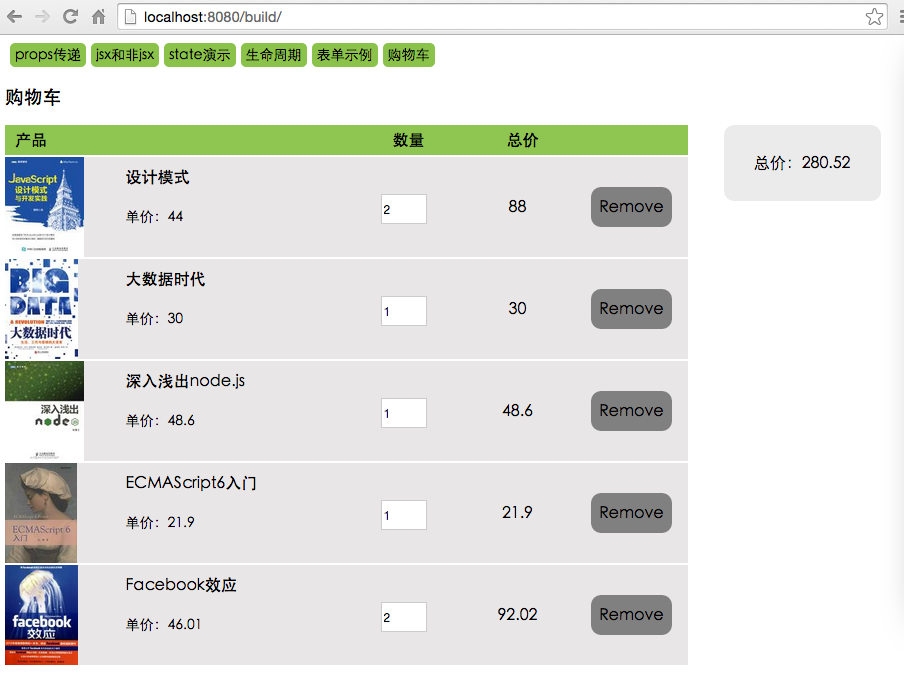 localhost:8080/build/
props传递 jsx和非jsx state演示 生命周期 表单示例 购物车
购物车
产品 数量 总价
总价：280.52
JavaScript
设计模式
与开发实践
设计模式
单价：44
2
88
Remove
BIG
DATA
A REVOLUTION
大数据时代
大数据时代
单价：30
1
30
Remove
深入浅出
node
JS
深入浅出node.js
单价：48.6
1
48.6
Remove
ECMAScript 6
入门
ECMAScript6入门
单价：21.9
1
21.9
Remove
facebook
效应
Facebook效应
单价：46.01
2
92.02
Remove